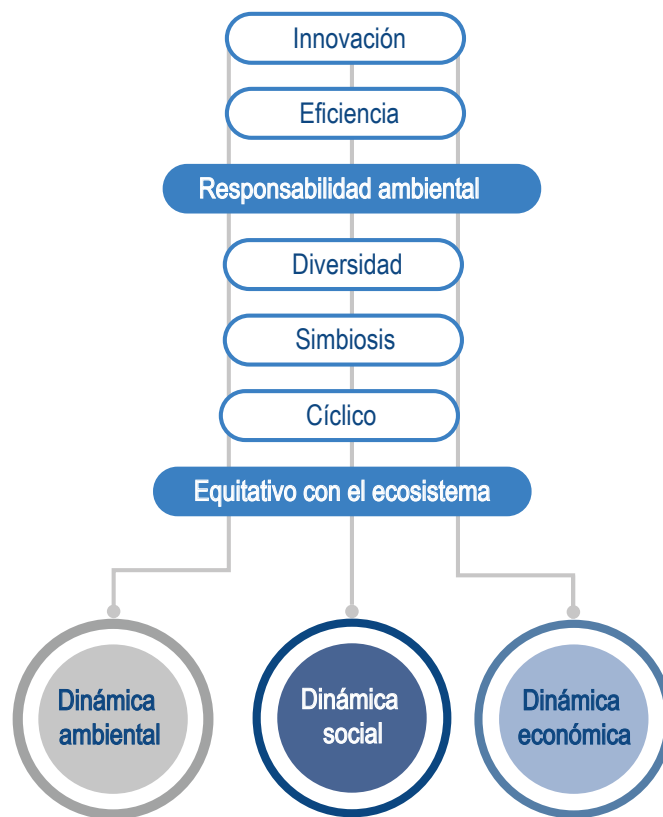 Innovación
Eficiencia
Responsabilidad ambiental
Diversidad
Simbiosis
Cíclico
Equitativo con el ecosistema
Dinámica
ambiental
Dinámica
social
Dinámica
económica